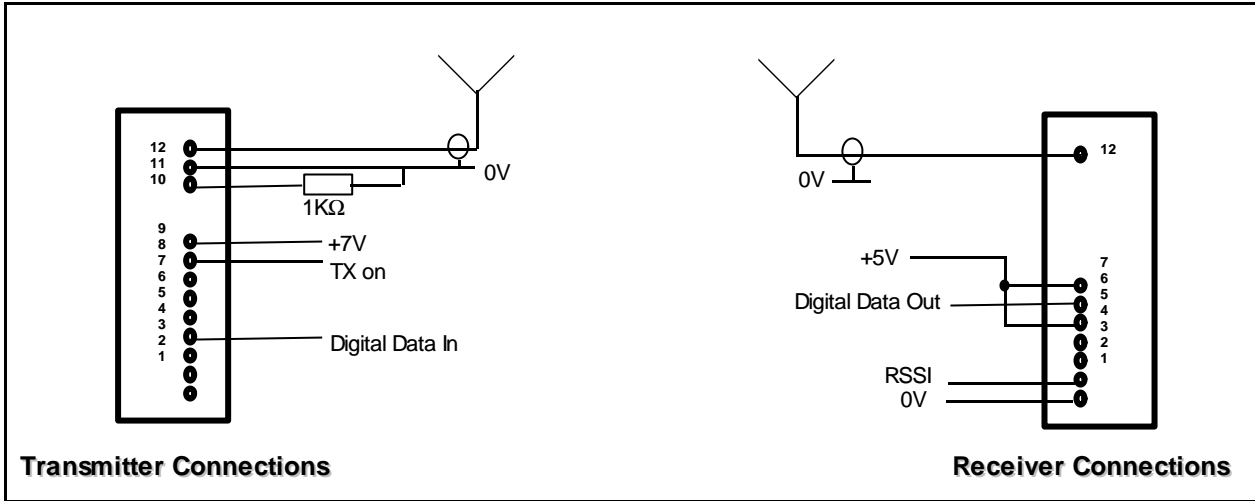 12
11
10
0V
1KΩ
9
8
7
6
5
4
3
2
1
+7V
TX on
Digital Data In
Transmitter Connections
12
0V
+5V
Digital Data Out
7
6
5
4
3
2
1
RSSI
0V
Receiver Connections